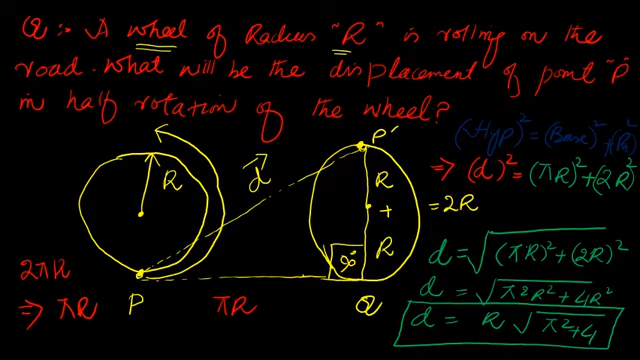 Q :- A wheel of Radius "R" is rolling on the
road. What will be the displacement of point "P"
in half rotation of the wheel?
(Hyp)² = (Base)² + (Per)²
⇒ (d)² = (πR)² + (2R)²
P'
R
d⃗
R
+
R
= 2R
90°
2πR
⇒ πR
P
πR
Q
d = √(πR)² + (2R)²
d = √π²R² + 4R²
d = R √π² + 4